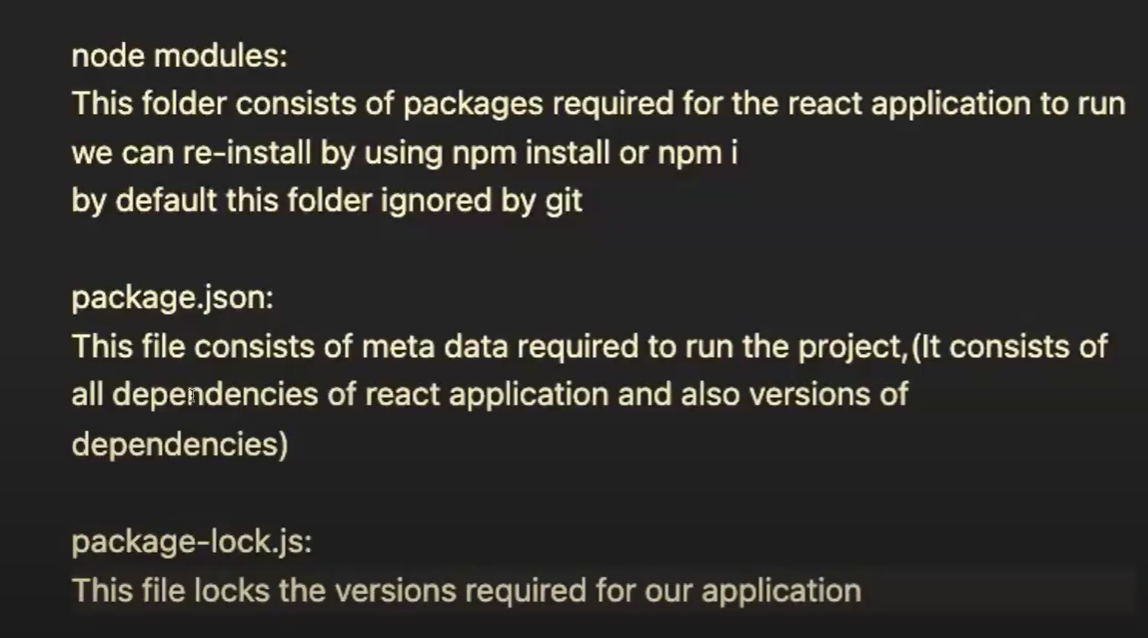 node modules:
This folder consists of packages required for the react application to run
we can re-install by using npm install or npm i
by default this folder ignored by git
package.json:
This file consists of meta data required to run the project,(It consists of
all dependencies of react application and also versions of
dependencies)
package-lock.js:
This file locks the versions required for our application